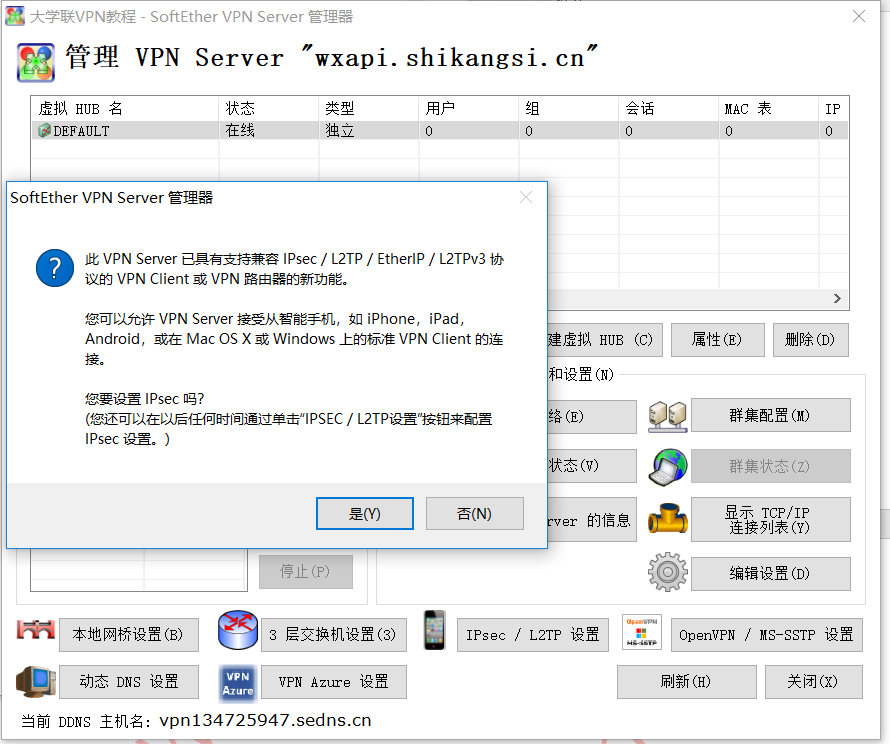 大学联VPN教程 - SoftEther VPN Server 管理器
管理 VPN Server "wxapi.shikangsi.cn"
虚拟 HUB 名 状态 类型 用户 组 会话 MAC 表 IP
DEFAULT 在线 独立 0 0 0 0 0
SoftEther VPN Server 管理器
此 VPN Server 已具有支持兼容 IPsec / L2TP / EtherIP / L2TPv3 协
议的 VPN Client 或 VPN 路由器的新功能。
您可以允许 VPN Server 接受从智能手机，如 iPhone，iPad，
Android，或在 Mac OS X 或 Windows 上的标准 VPN Client 的连
接。
您要设置 IPsec 吗?
(您还可以在以后任何时间通过单击“IPSEC / L2TP设置”按钮来配置
IPsec 设置。)
是(Y) 否(N)
建虚拟 HUB (C) 属性(E) 删除(D)
和设置(N)
络(E) 群集配置(M)
状态(V) 群集状态(Z)
rver 的信息 显示 TCP/IP
连接列表(Y)
停止(P) 编辑设置(D)
本地网桥设置(B) 3 层交换机设置(3) IPsec / L2TP 设置 OpenVPN MS-SSTP OpenVPN / MS-SSTP 设置
动态 DNS 设置 VPN Azure VPN Azure 设置 刷新(H) 关闭(X)
当前 DDNS 主机名: vpn134725947.sedns.cn